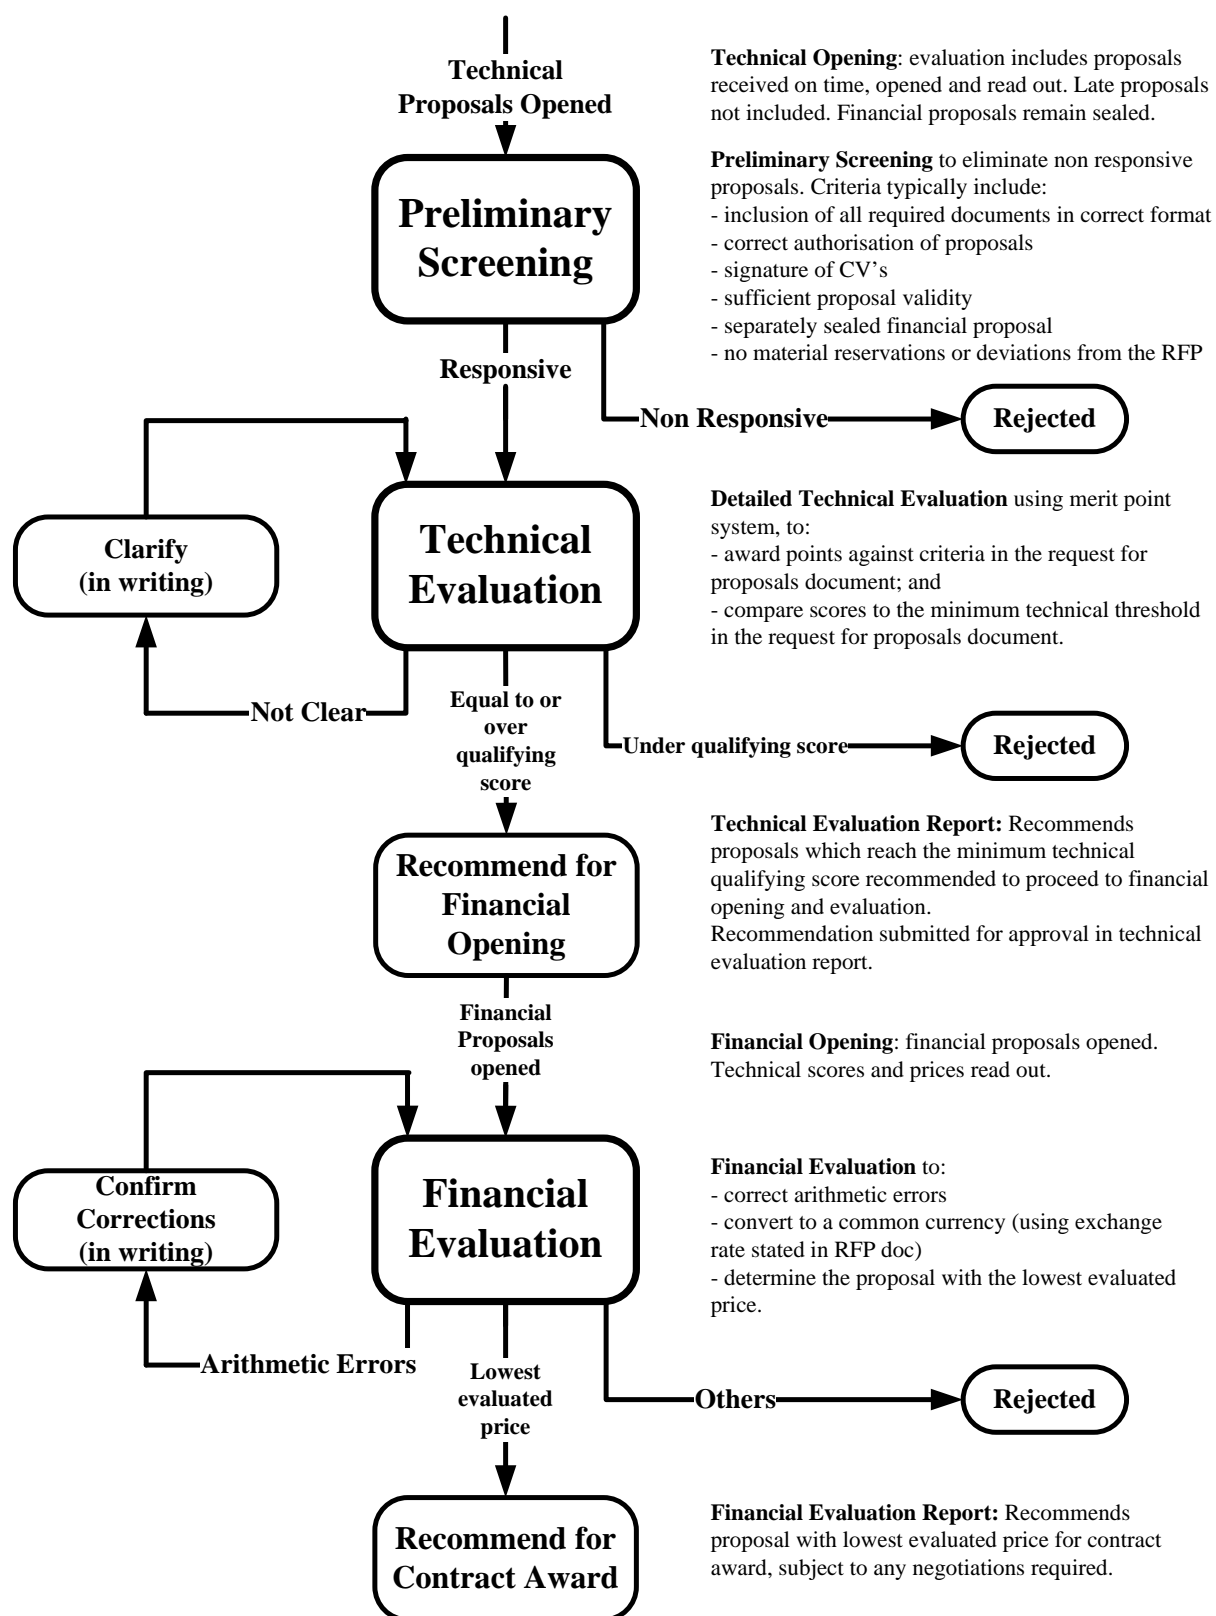 Technical
Proposals Opened
Technical Opening: evaluation includes proposals
received on time, opened and read out. Late proposals
not included. Financial proposals remain sealed.
Preliminary
Screening
Preliminary Screening to eliminate non responsive
proposals. Criteria typically include:
- inclusion of all required documents in correct format
- correct authorisation of proposals
- signature of CV’s
- sufficient proposal validity
- separately sealed financial proposal
- no material reservations or deviations from the RFP
Responsive
Non Responsive
Rejected
Clarify
(in writing)
Technical
Evaluation
Detailed Technical Evaluation using merit point
system, to:
- award points against criteria in the request for
proposals document; and
- compare scores to the minimum technical threshold
in the request for proposals document.
Not Clear
Equal to or
over
qualifying
score
Under qualifying score
Rejected
Recommend for
Financial
Opening
Technical Evaluation Report: Recommends
proposals which reach the minimum technical
qualifying score recommended to proceed to financial
opening and evaluation.
Recommendation submitted for approval in technical
evaluation report.
Financial
Proposals
opened
Financial Opening: financial proposals opened.
Technical scores and prices read out.
Confirm
Corrections
(in writing)
Financial
Evaluation
Financial Evaluation to:
- correct arithmetic errors
- convert to a common currency (using exchange
rate stated in RFP doc)
- determine the proposal with the lowest evaluated
price.
Arithmetic Errors
Lowest
evaluated
price
Others
Rejected
Recommend for
Contract Award
Financial Evaluation Report: Recommends
proposal with lowest evaluated price for contract
award, subject to any negotiations required.